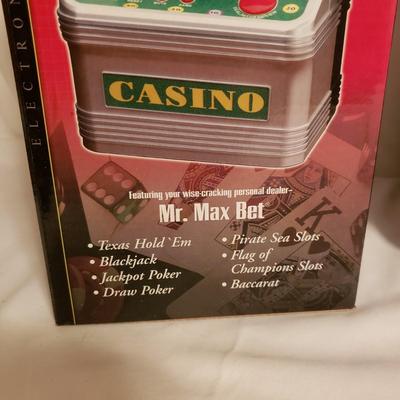 ELECTRON
CASINO
Featuring your wise-cracking personal dealer–
Mr. Max Bet
• Texas Hold `Em
• Blackjack
• Jackpot Poker
• Draw Poker
• Pirate Sea Slots
• Flag of
Champions Slots
• Baccarat